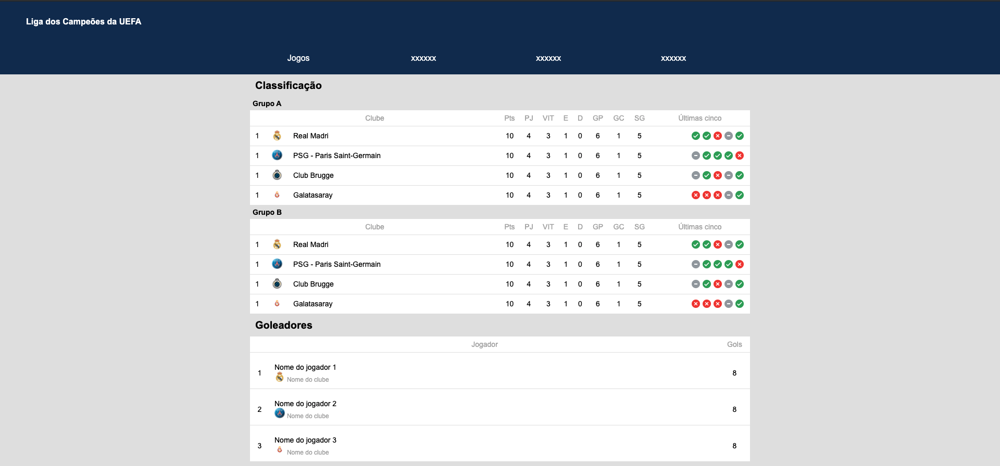 Liga dos Campeões da UEFA
Jogos xxxxxx xxxxxx xxxxxx
Classificação
Grupo A
Clube Pts PJ VIT E D GP GC SG Últimas cinco
1 Real Madri 10 4 3 1 0 6 1 5
1 PSG - Paris Saint-Germain 10 4 3 1 0 6 1 5
1 Club Brugge 10 4 3 1 0 6 1 5
1 Galatasaray 10 4 3 1 0 6 1 5
Grupo B
Clube Pts PJ VIT E D GP GC SG Últimas cinco
1 Real Madri 10 4 3 1 0 6 1 5
1 PSG - Paris Saint-Germain 10 4 3 1 0 6 1 5
1 Club Brugge 10 4 3 1 0 6 1 5
1 Galatasaray 10 4 3 1 0 6 1 5
Goleadores
Jogador Gols
1 Nome do jogador 1 8
Nome do clube
2 Nome do jogador 2 8
Nome do clube
3 Nome do jogador 3 8
Nome do clube